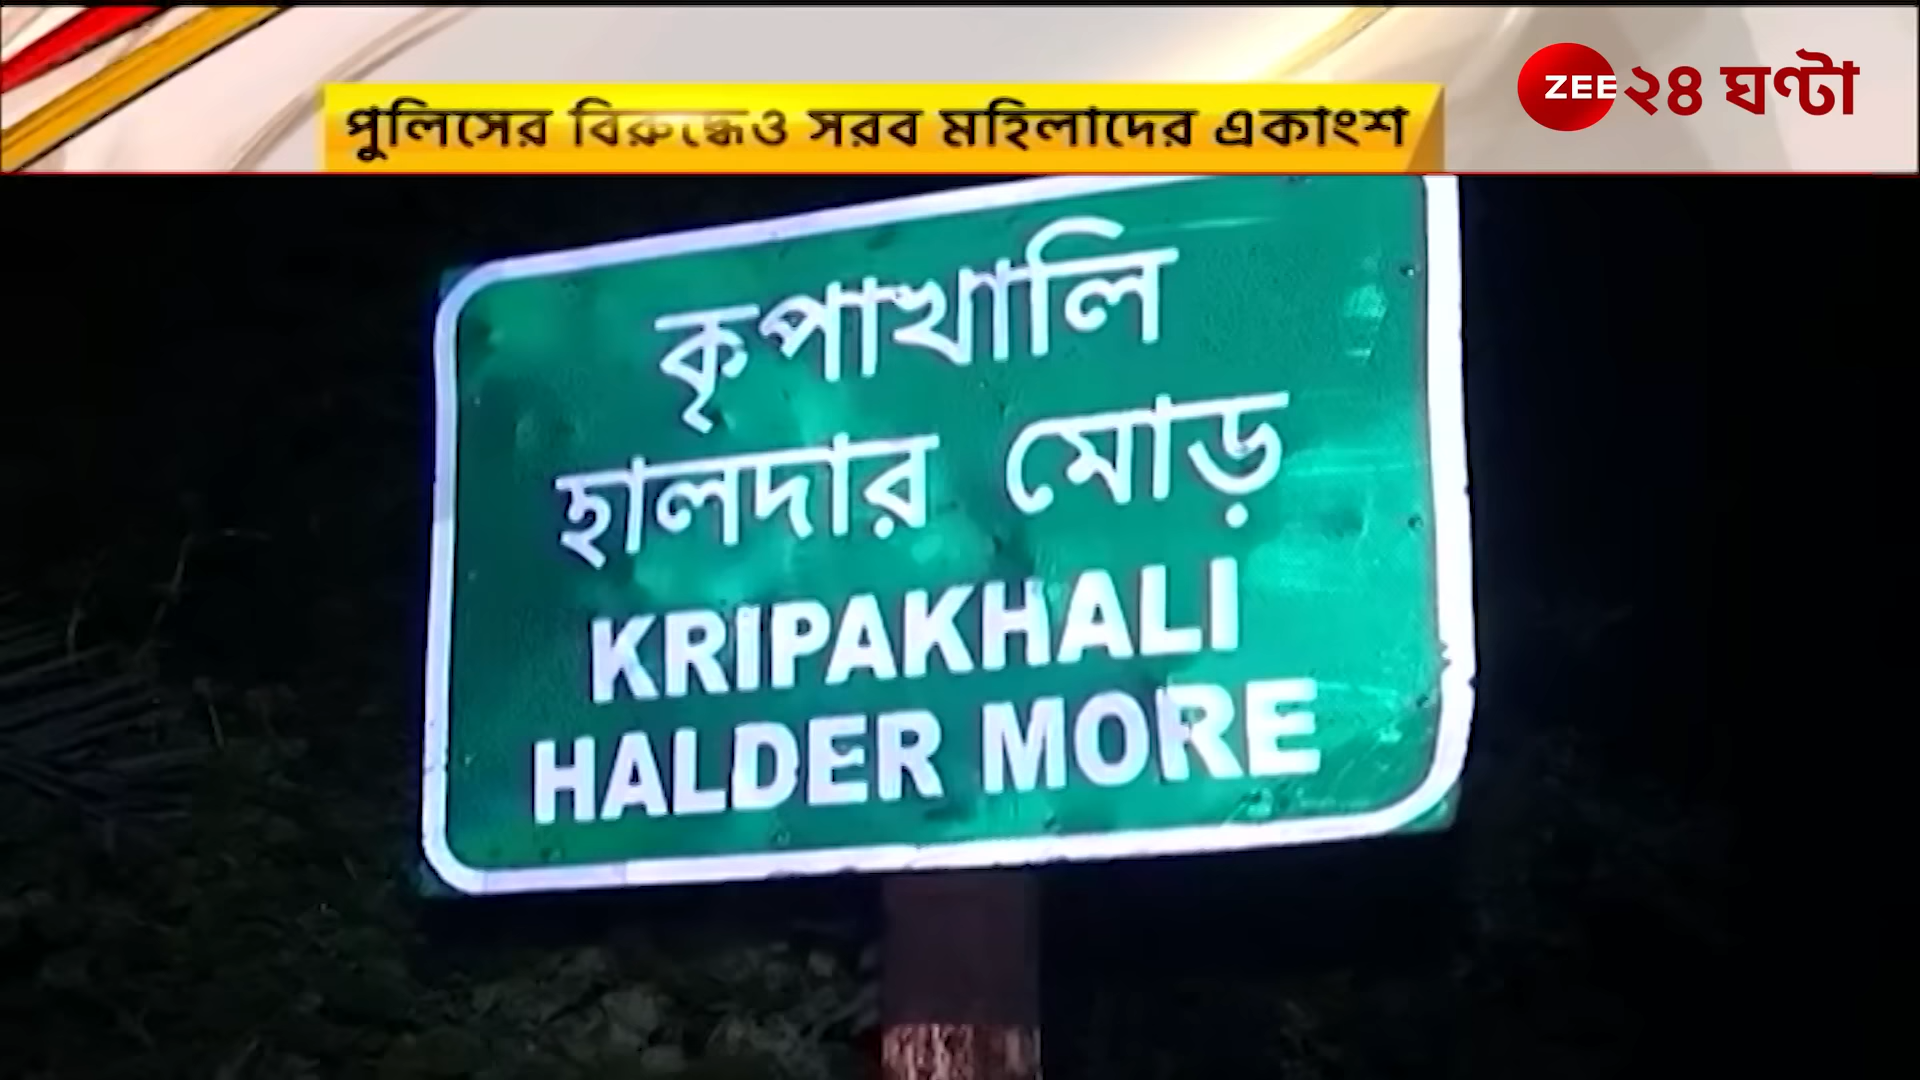 পুলিসের বিরুদ্ধেও সরব মহিলাদের একাংশ
ZEE ২৪ ঘণ্টা
কৃপাখালি
হালদার মোড়
KRIPAKHALI
HALDER MORE